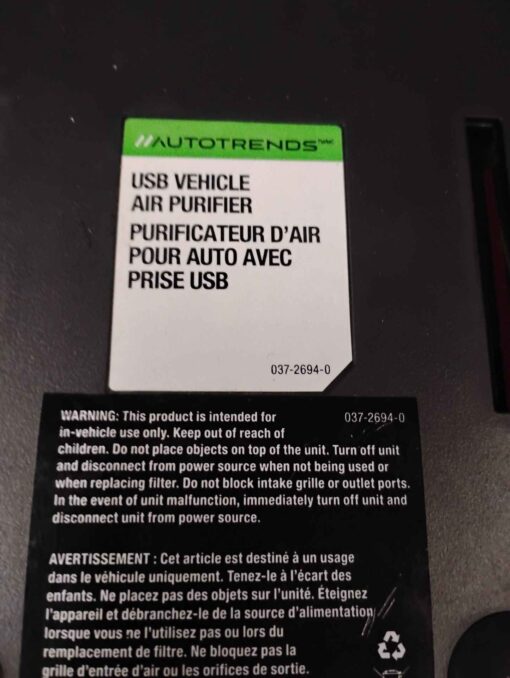 //AUTOTRENDS™
USB VEHICLE
AIR PURIFIER
PURIFICATEUR D'AIR
POUR AUTO AVEC
PRISE USB
037-2694-0
WARNING: This product is intended for 037-2694-0
in-vehicle use only. Keep out of reach of
children. Do not place objects on top of the unit. Turn off unit
and disconnect from power source when not being used or
when replacing filter. Do not block intake grille or outlet ports.
In the event of unit malfunction, immediately turn off unit and
disconnect unit from power source.
AVERTISSEMENT : Cet article est destiné à un usage
dans le véhicule uniquement. Tenez-le à l'écart des
enfants. Ne placez pas des objets sur l'unité. Éteignez
l'appareil et débranchez-le de la source d'alimentation
lorsque vous ne l'utilisez pas ou lors du
remplacement de filtre. Ne bloquez pas la
grille d'entrée d'air ou les orifices de sortie.